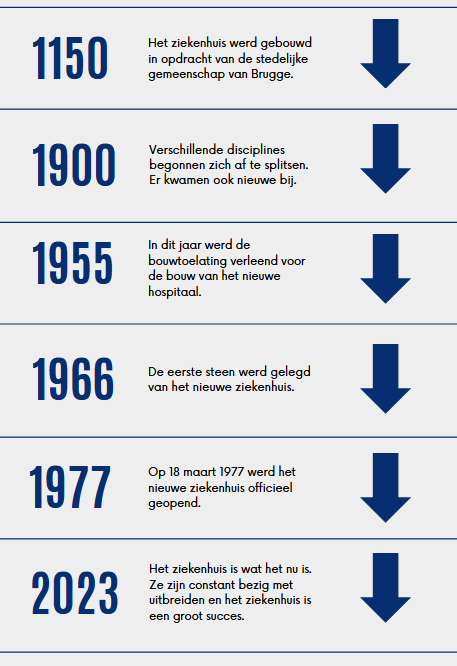 1150
Het ziekenhuis werd gebouwd
in opdracht van de stedelijke
gemeenschap van Brugge.
1900
Verschillende disciplines
begonnen zich af te splitsen.
Er kwamen ook nieuwe bij.
1955
In dit jaar werd de
bouwtoelating verleend voor
de bouw van het nieuwe
hospitaal.
1966
De eerste steen werd gelegd
van het nieuwe ziekenhuis.
1977
Op 18 maart 1977 werd het
nieuwe ziekenhuis officieel
geopend.
2023
Het ziekenhuis is wat het nu is.
Ze zijn constant bezig met
uitbreiden en het ziekenhuis is
een groot succes.